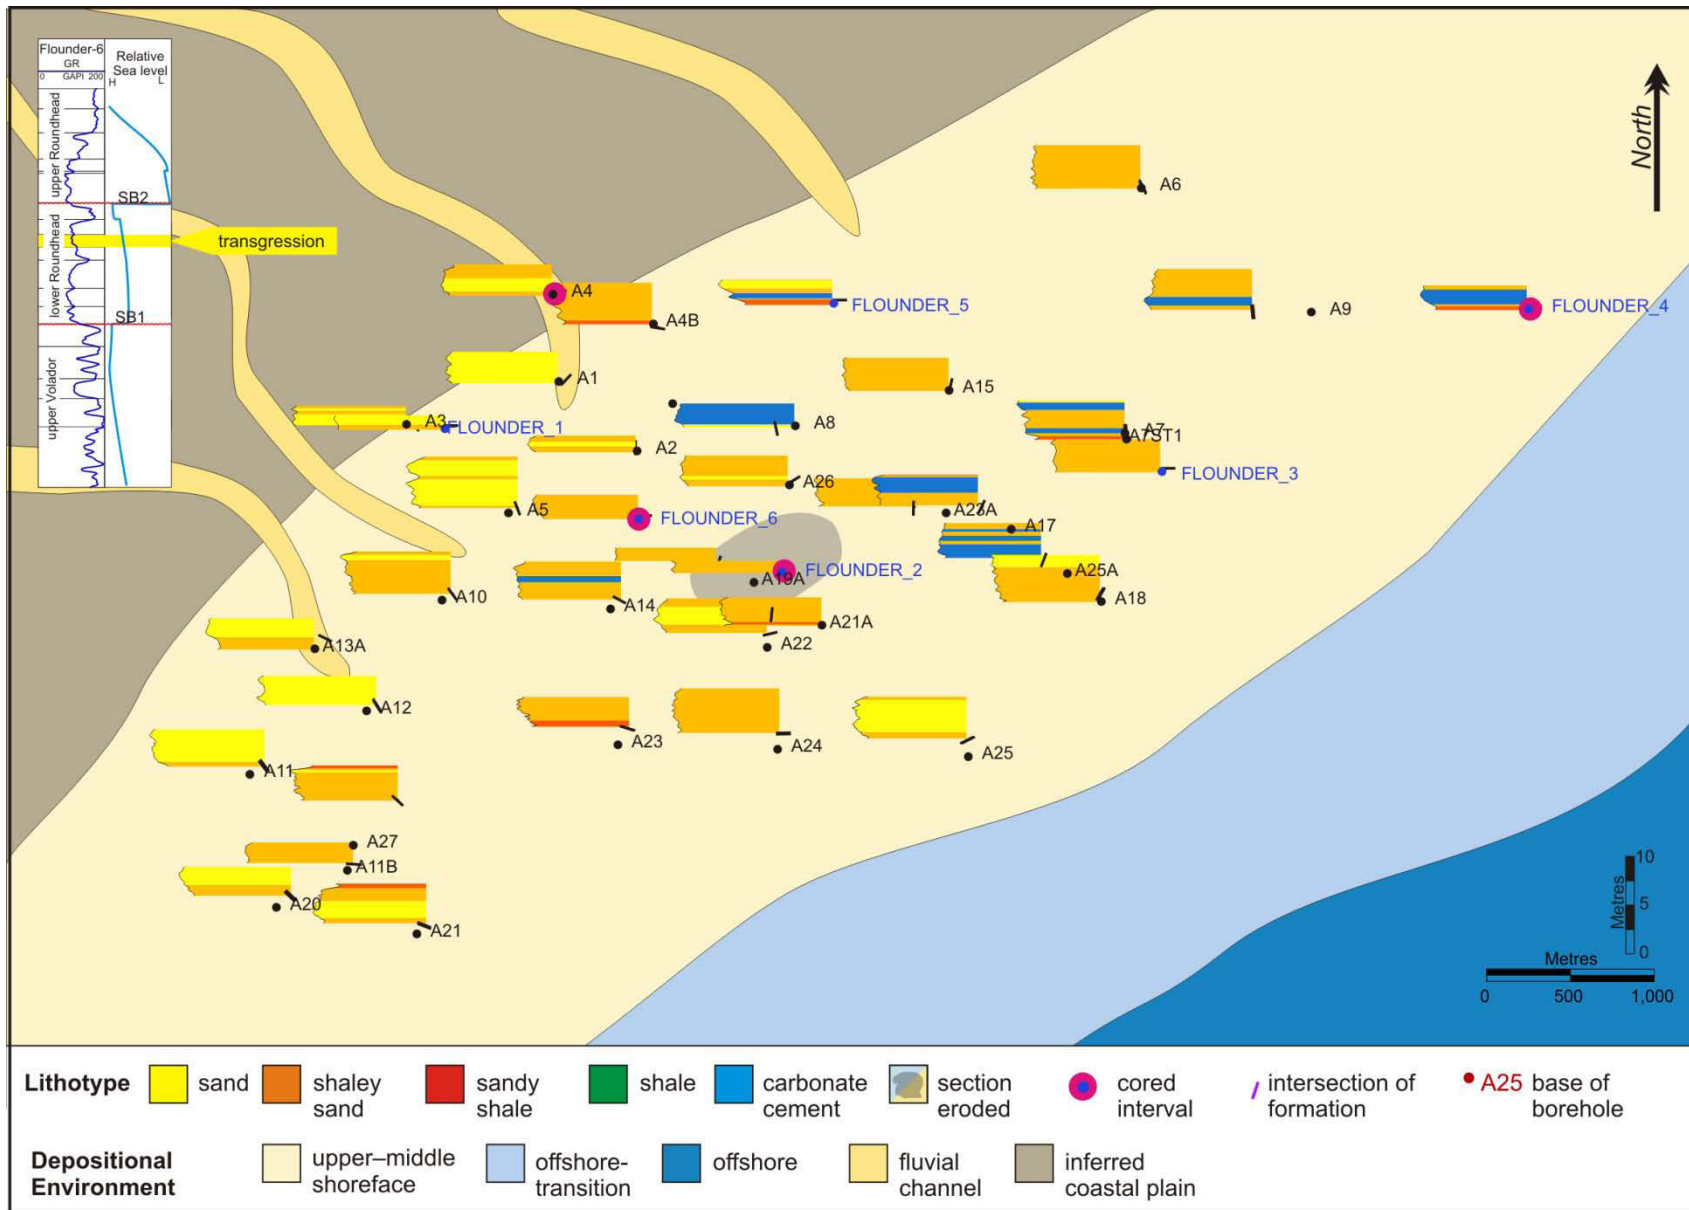 Flounder-6
GR
0 GAPI 200
Relative
Sea level
H L
upper Roundhead
SB2
lower Roundhead
transgression
SB1
upper Volador
North
A6
A4
A4B
FLOUNDER_5
A9
FLOUNDER_4
A1
A15
A3
FLOUNDER_1
A8
A7
A7ST1
A2
FLOUNDER_3
A26
A5
FLOUNDER_6
A23A
A17
A19A
FLOUNDER_2
A25A
A10
A14
A18
A21A
A22
A13A
A12
A23
A24
A25
A11
A27
A11B
A20
A21
10
5
0
Metres
Metres
0 500 1,000
Lithotype sand shaley sandy shale carbonate section cored intersection of A25 base of
sand shale cement eroded interval formation borehole
Depositional upper–middle offshore- offshore fluvial inferred
Environment shoreface transition channel coastal plain